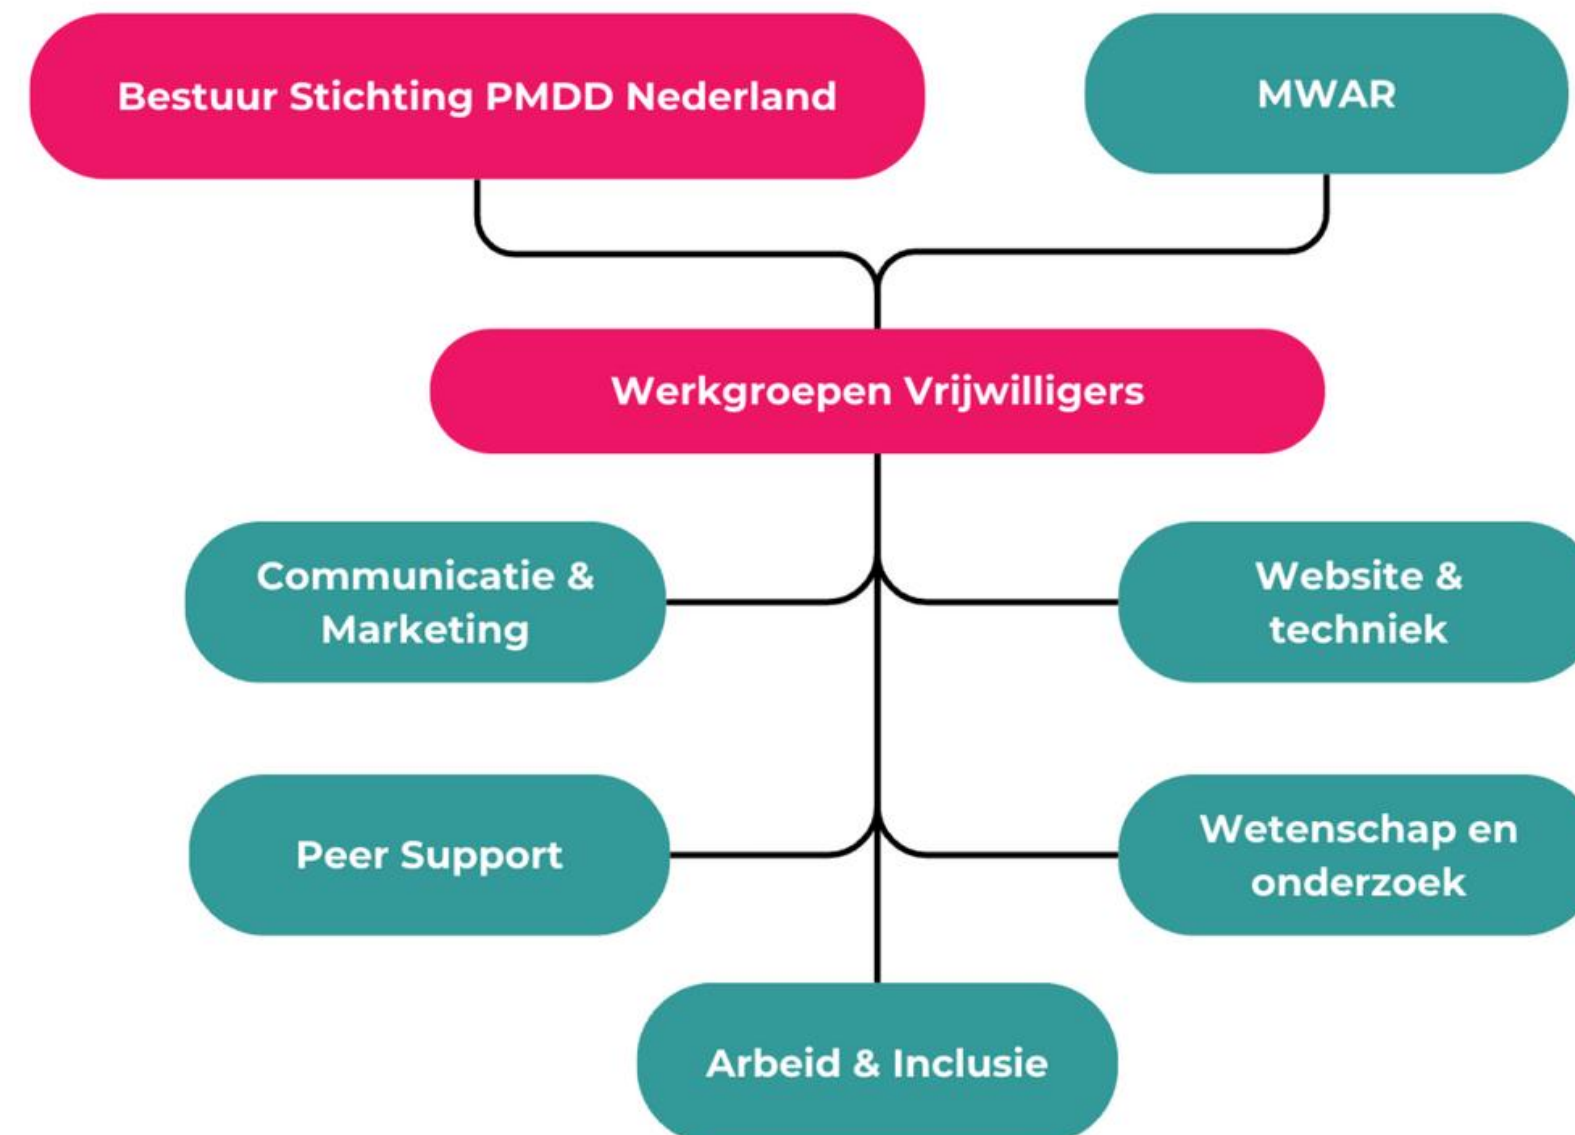 Bestuur Stichting PMDD Nederland
MWAR
Werkgroepen Vrijwilligers
Communicatie &
Marketing
Website &
techniek
Peer Support
Wetenschap en
onderzoek
Arbeid & Inclusie